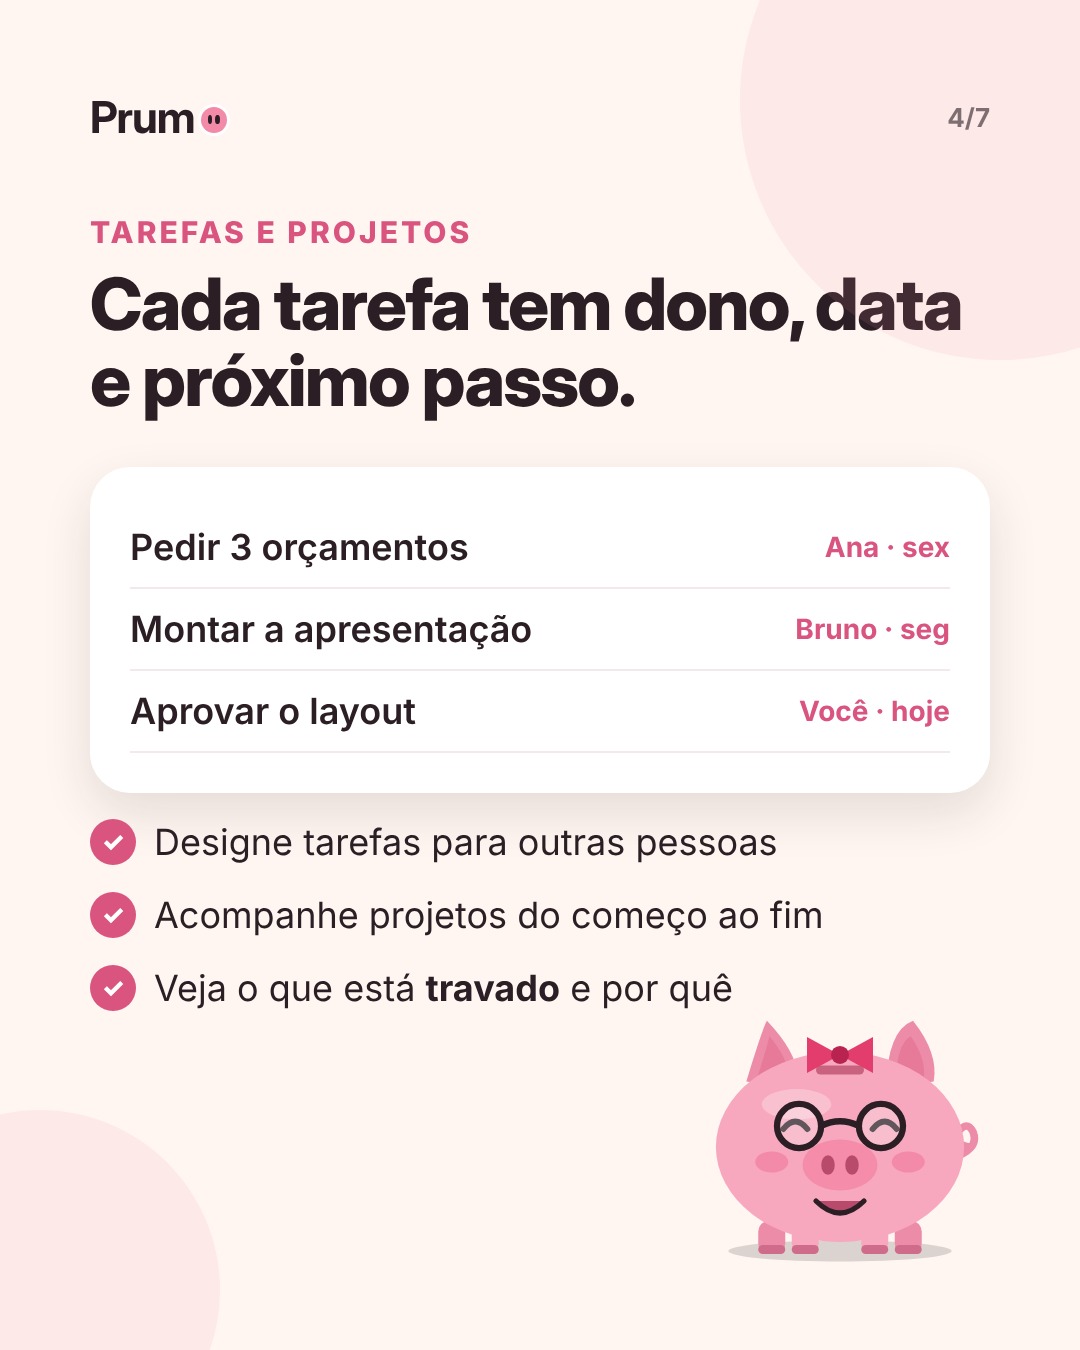 Prum
4/7
TAREFAS E PROJETOS
Cada tarefa tem dono, data
e próximo passo.
Pedir 3 orçamentos Ana · sex
Montar a apresentação Bruno · seg
Aprovar o layout Você · hoje
Designe tarefas para outras pessoas
Acompanhe projetos do começo ao fim
Veja o que está travado e por quê